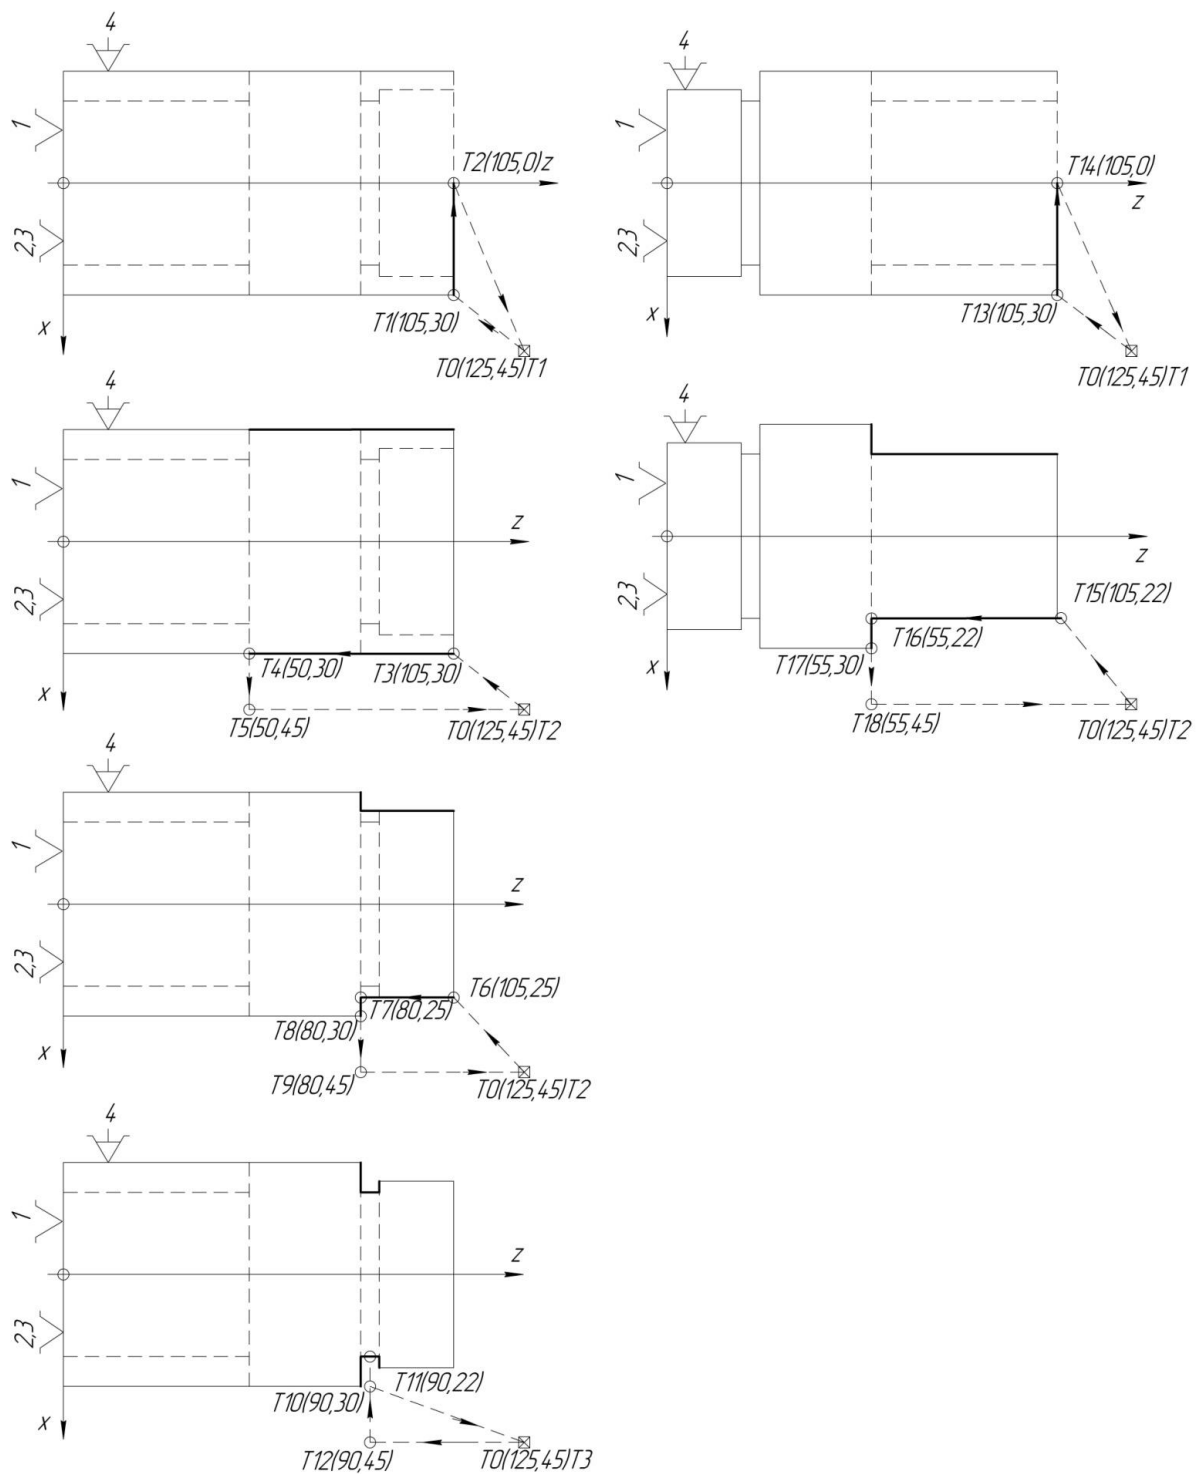 4
1
2,3
T2(105,0)z
T1(105,30)
x
T0(125,45)T1
4
1
2,3
T14(105,0)
z
T13(105,30)
x
T0(125,45)T1
4
1
2,3
z
T4(50,30)
T3(105,30)
x
T5(50,45)
T0(125,45)T2
4
1
2,3
z
T15(105,22)
T16(55,22)
T17(55,30)
x
T18(55,45)
T0(125,45)T2
4
1
2,3
z
T6(105,25)
T7(80,25)
T8(80,30)
x
T9(80,45)
T0(125,45)T2
4
1
2,3
z
T11(90,22)
T10(90,30)
x
T12(90,45)
T0(125,45)T3